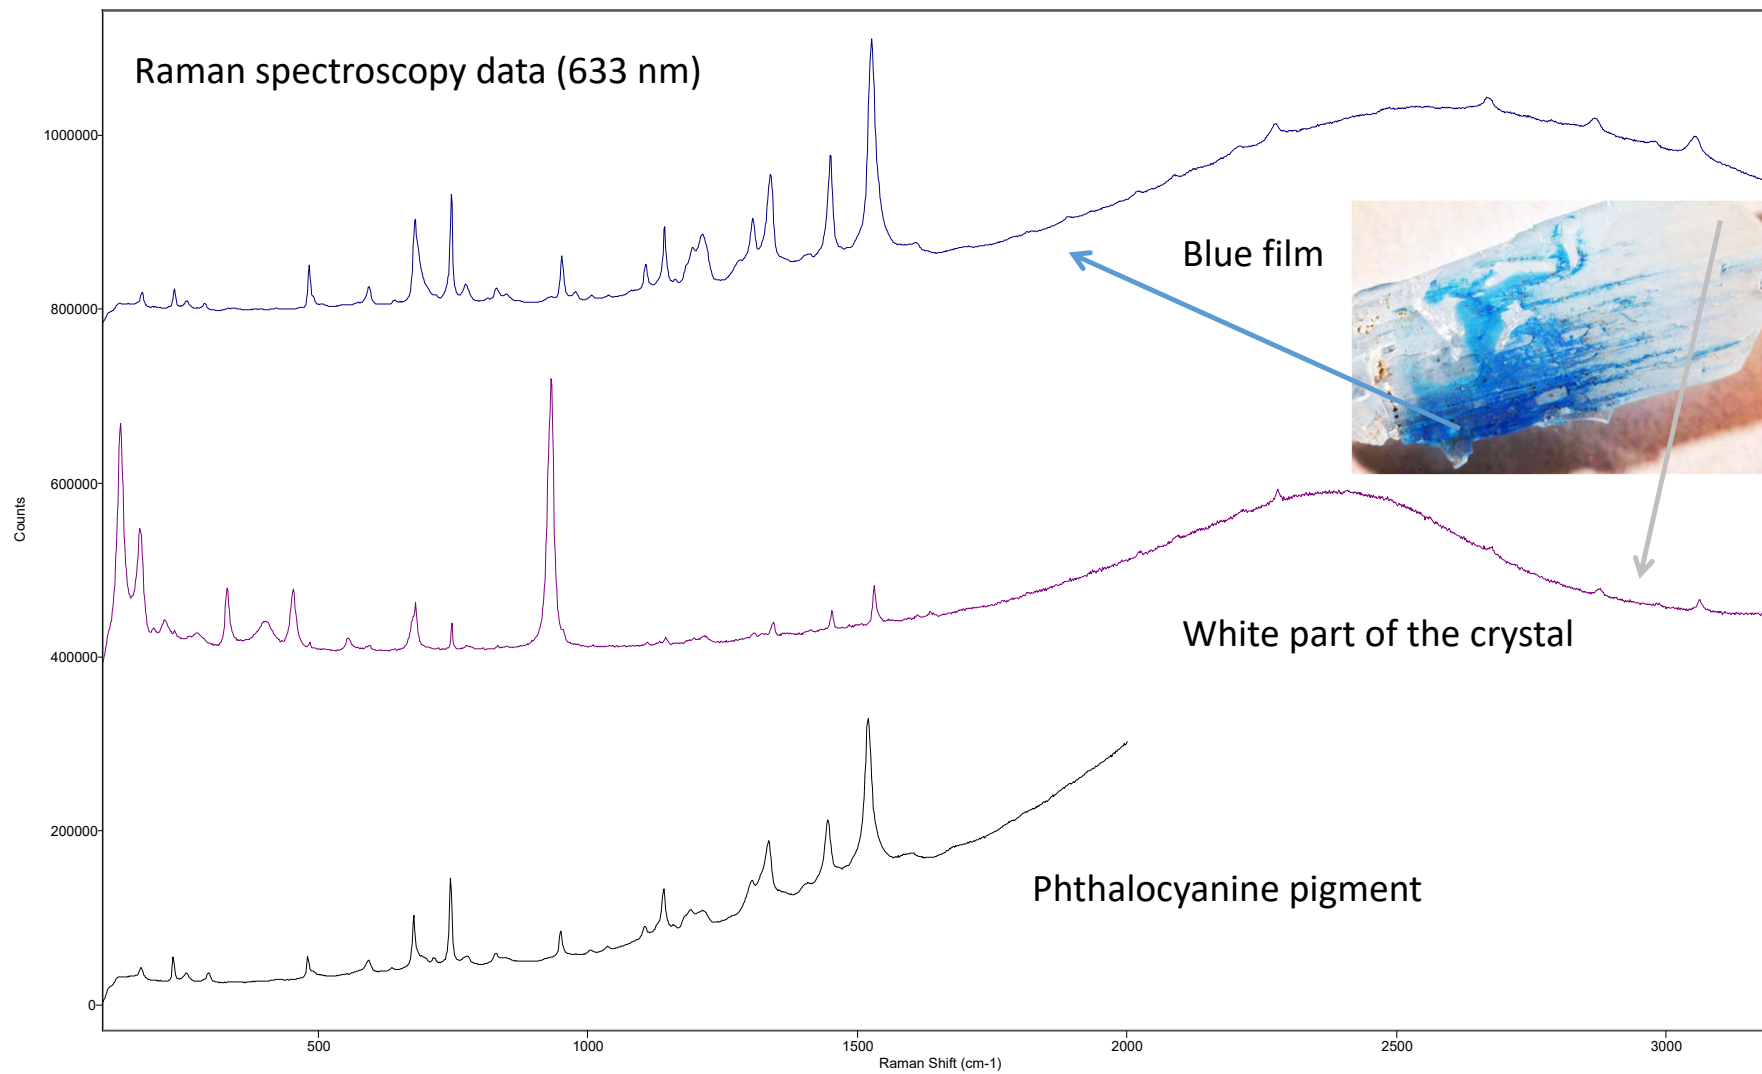 Raman spectroscopy data (633 nm)
1000000
Blue film
800000
600000
Counts
White part of the crystal
400000
200000
Phthalocyanine pigment
0
500 1000 1500 2000 2500 3000
Raman Shift (cm-1)